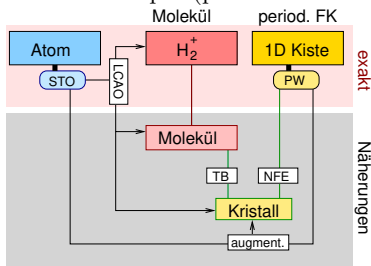 Molekül
period. FK
Atom
H₂⁺
1D Kiste
STO
LCAO
PW
exakt
Molekül
TB
NFE
Kristall
augment.
Näherungen